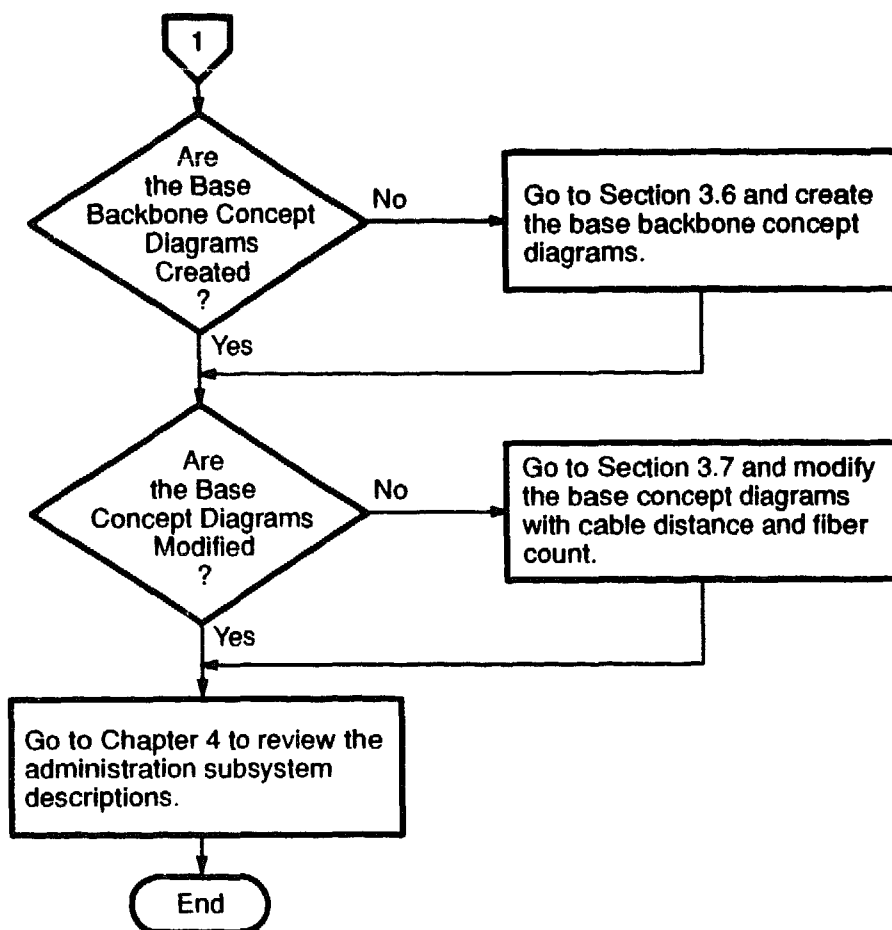 1
Are
the Base
Backbone Concept
Diagrams
Created
?
No
Go to Section 3.6 and create
the base backbone concept
diagrams.
Yes
Are
the Base
Concept Diagrams
Modified
?
No
Go to Section 3.7 and modify
the base concept diagrams
with cable distance and fiber
count.
Yes
Go to Chapter 4 to review the
administration subsystem
descriptions.
End